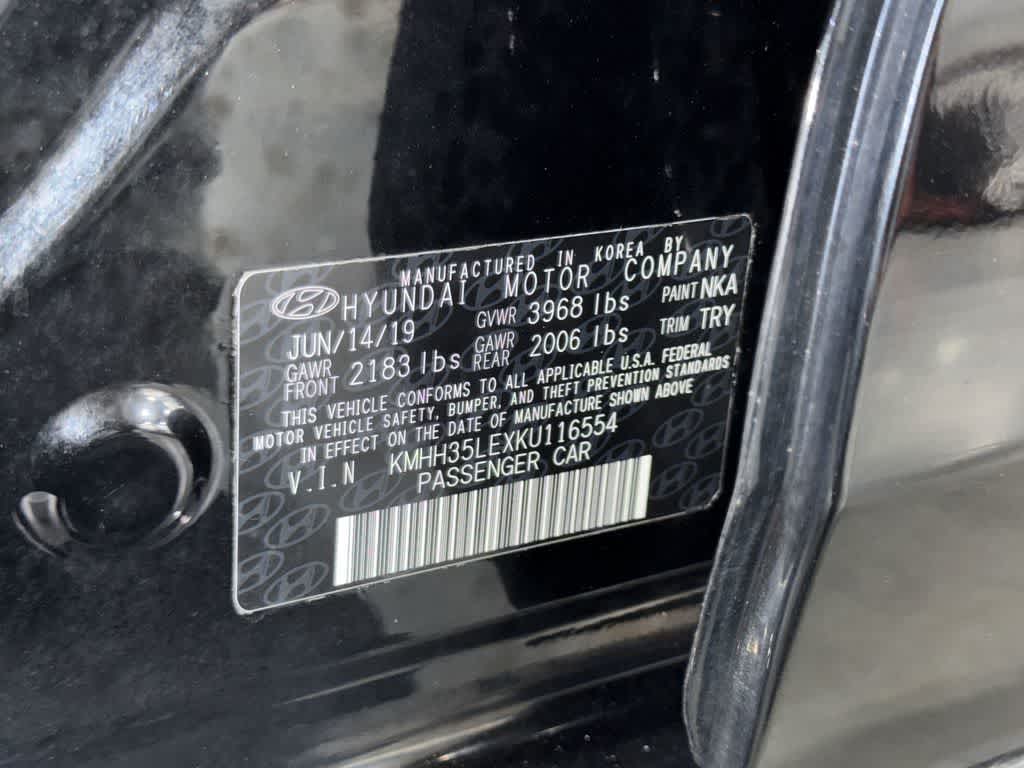 MANUFACTURED IN KOREA BY
HYUNDAI MOTOR COMPANY
JUN/14/19 GVWR 3968 lbs PAINT NKA
GAWR FRONT 2183 lbs GAWR REAR 2006 lbs TRIM TRY
THIS VEHICLE CONFORMS TO ALL APPLICABLE U.S.A. FEDERAL
MOTOR VEHICLE SAFETY, BUMPER, AND THEFT PREVENTION STANDARDS
IN EFFECT ON THE DATE OF MANUFACTURE SHOWN ABOVE
V.I.N KMHH35LEXKU116554
PASSENGER CAR